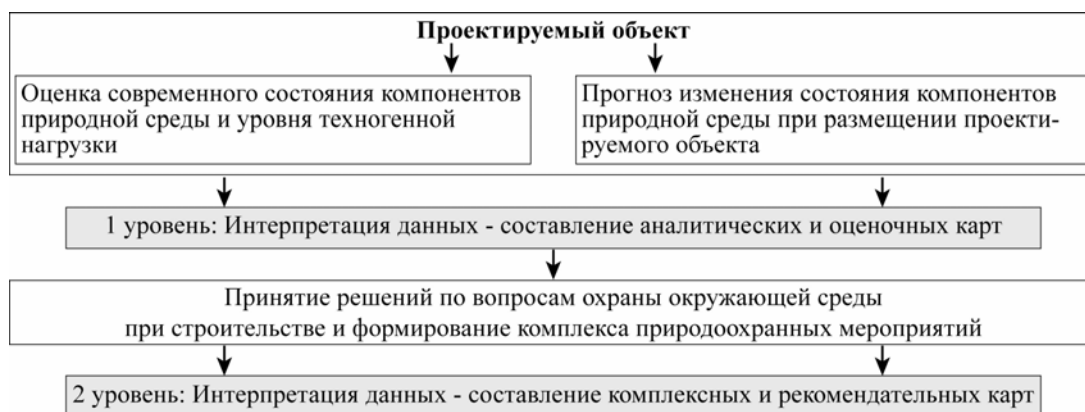 Проектируемый объект
Оценка современного состояния компонентов
природной среды и уровня техногенной
нагрузки
Прогноз изменения состояния компонентов
природной среды при размещении проекти-
руемого объекта
1 уровень: Интерпретация данных - составление аналитических и оценочных карт
Принятие решений по вопросам охраны окружающей среды
при строительстве и формирование комплекса природоохранных мероприятий
2 уровень: Интерпретация данных - составление комплексных и рекомендательных карт